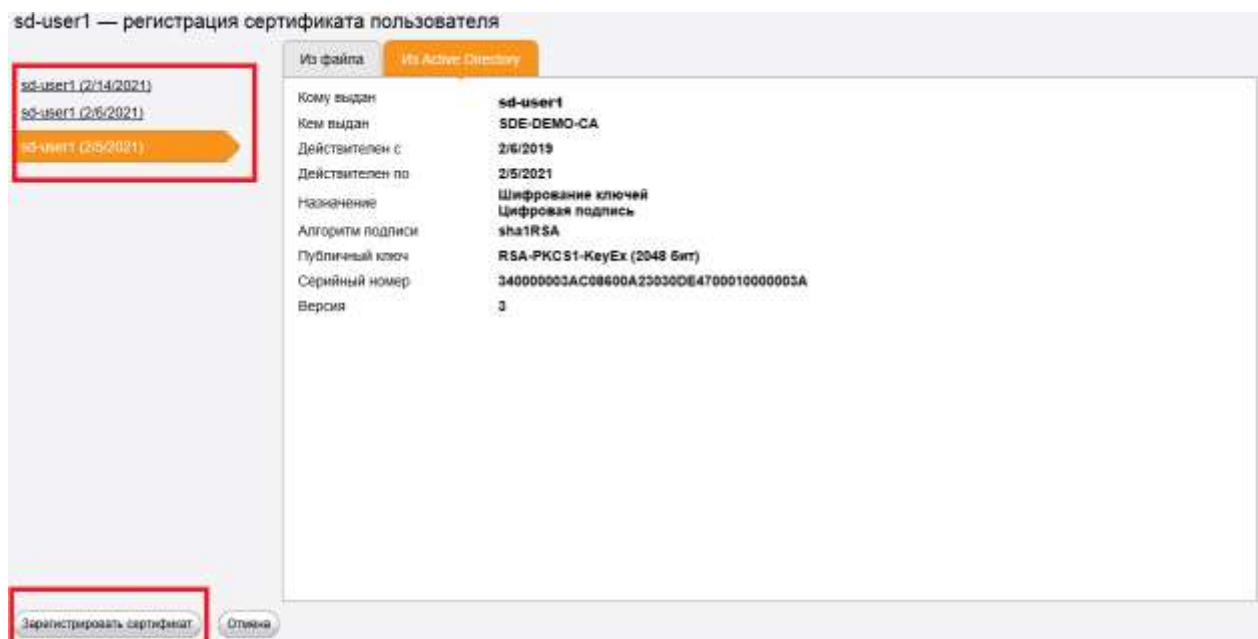 sd-user1 — регистрация сертификата пользователя
Из файла
Из Active Directory
sd-user1 (2/14/2021)
sd-user1 (2/6/2021)
sd-user1 (2/5/2021)
Кому выдан sd-user1
Кем выдан SDE-DEMO-CA
Действителен с 2/6/2019
Действителен по 2/5/2021
Назначение Шифрование ключей
Цифровая подпись
Алгоритм подписи sha1RSA
Публичный ключ RSA-PKCS1-KeyEx (2048 бит)
Серийный номер 340000003AC08600A23030DE4700010000003A
Версия 3
Зарегистрировать сертификат
Отмена